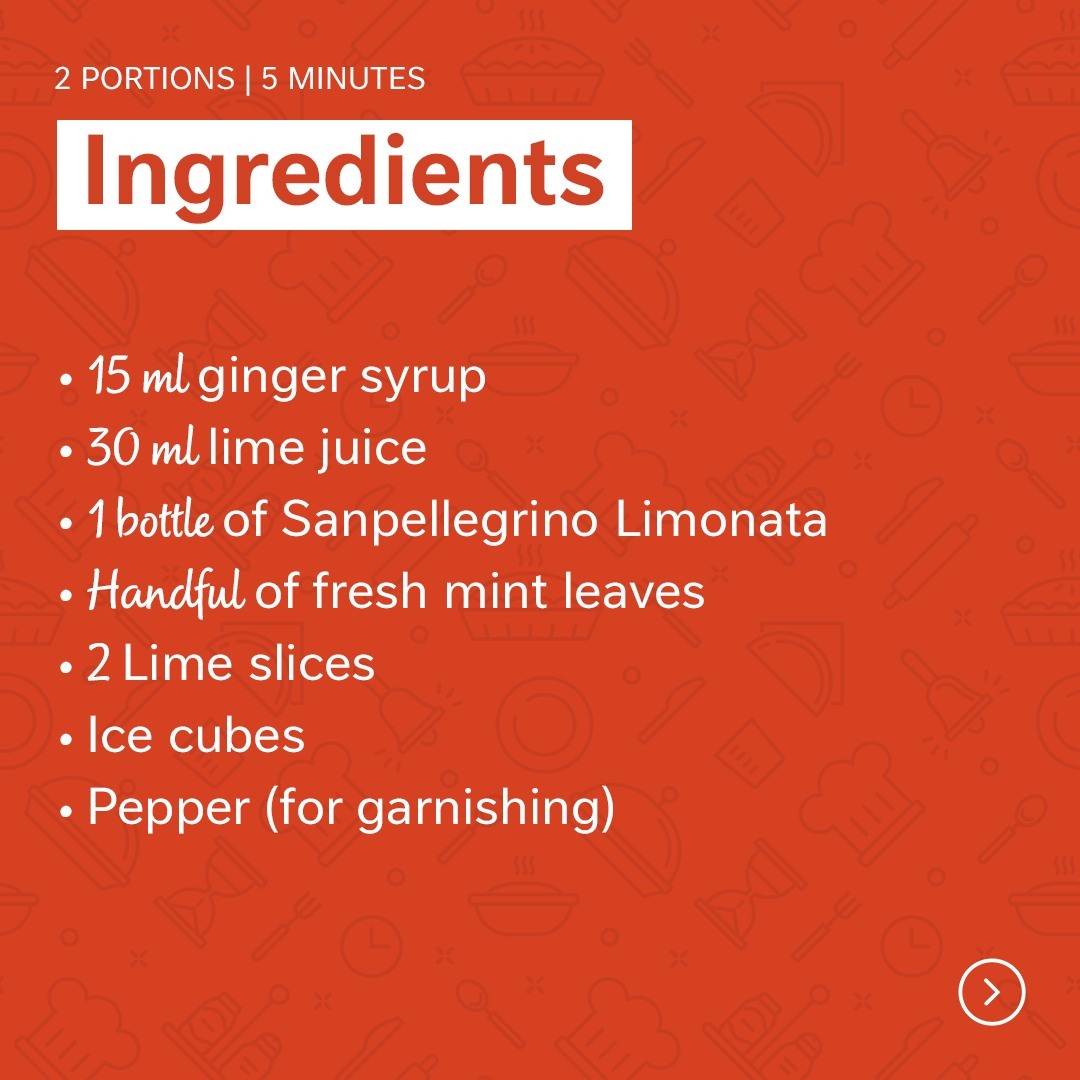 2 PORTIONS | 5 MINUTES
Ingredients
• 15 ml ginger syrup
• 30 ml lime juice
• 1 bottle of Sanpellegrino Limonata
• Handful of fresh mint leaves
• 2 Lime slices
• Ice cubes
• Pepper (for garnishing)